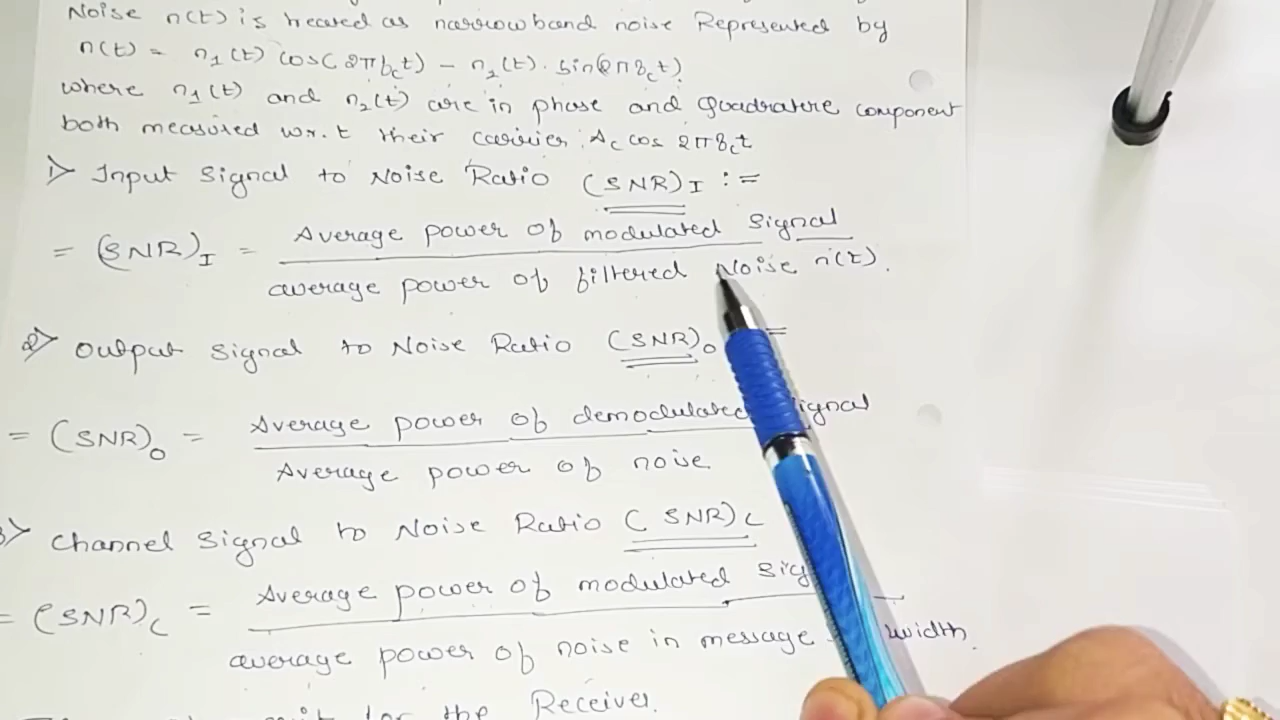 Noise n(t) is treated as narrowband noise Represented by
n(t) = n1(t) cos(2πfct) - n2(t). sin(2πfct).
where n1(t) and n2(t) are in phase and Quadrature component
both measured w.r.t their carrier: Ac cos 2πfct
1> Input Signal to Noise Ratio (SNR)I :=
= (SNR)I = Average power of modulated signal
average power of filtered Noise n(t).
2> Output Signal to Noise Ratio (SNR)O =
= (SNR)O = Average power of demodulated signal
Average power of noise.
3> Channel Signal to Noise Ratio (SNR)C
= (SNR)C = Average power of modulated sig
average power of noise in message width.
for the Receiver.